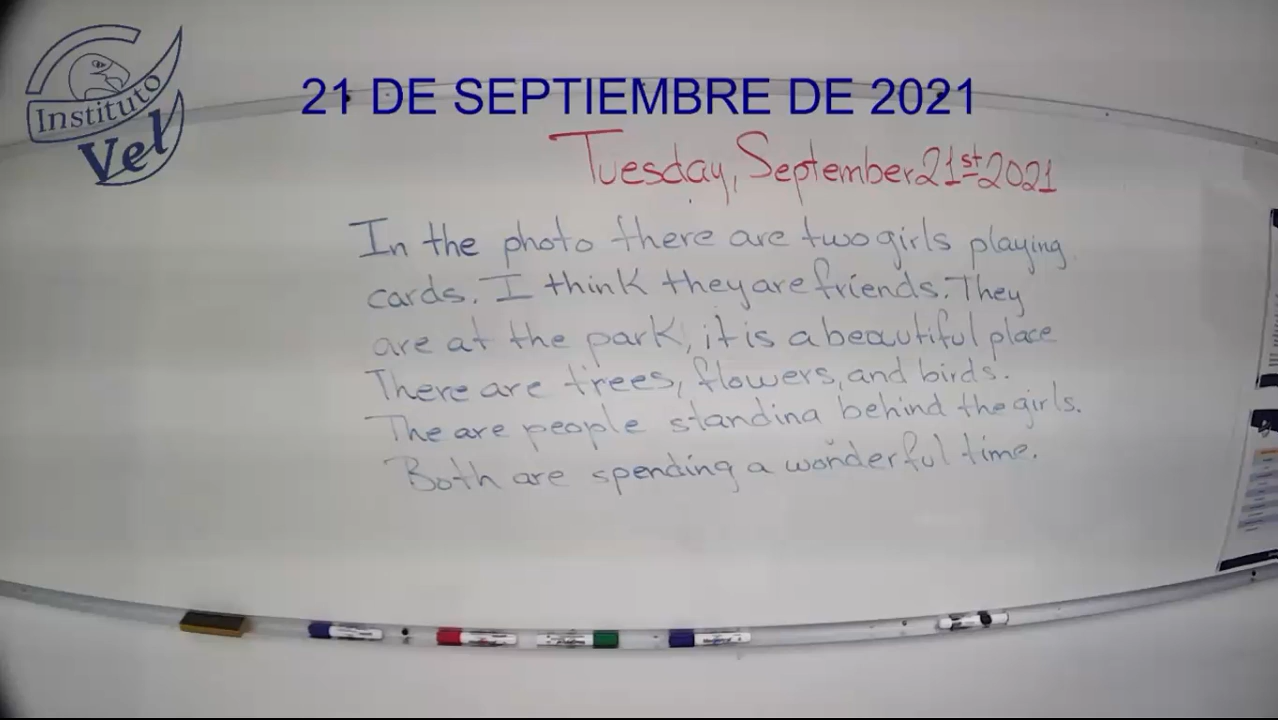 Instituto
Vel
21 DE SEPTIEMBRE DE 2021
Tuesday, September 21st 2021
In the photo there are two girls playing
cards. I think they are friends. They
are at the park, it is a beautiful place
There are trees, flowers, and birds.
The are people standina behind the girls.
Both are spending a wonderful time.